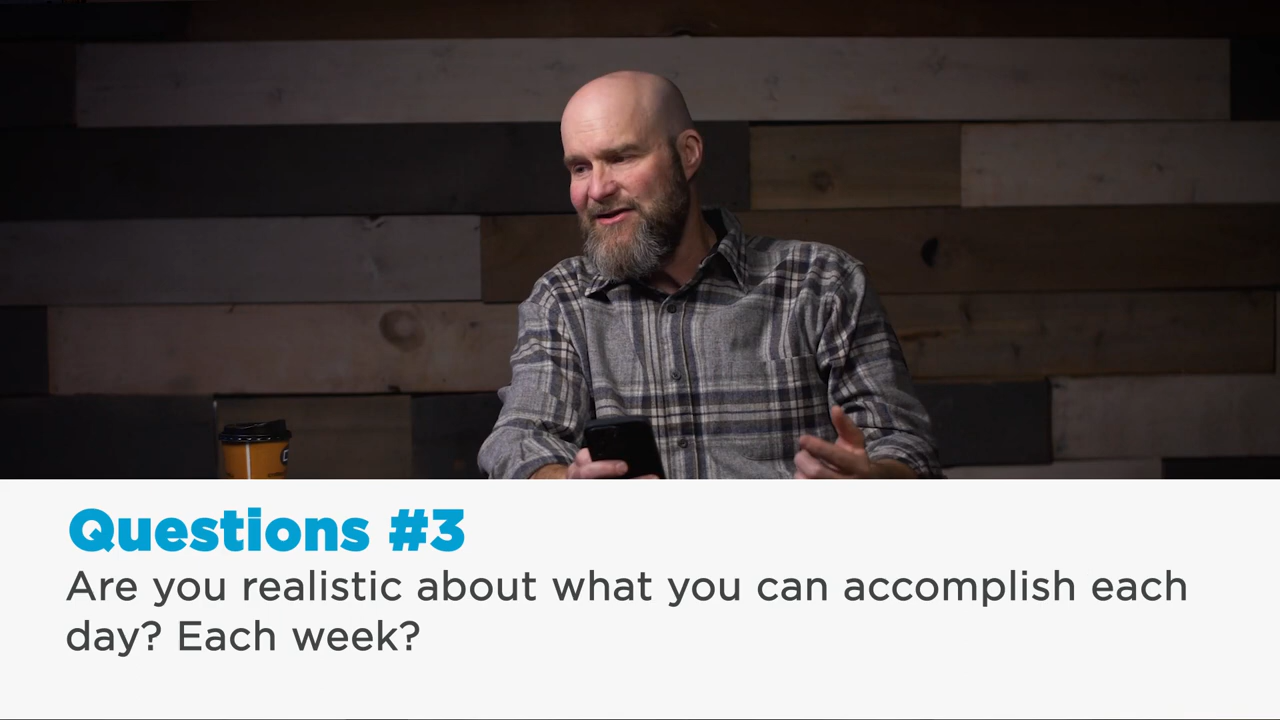 Questions #3
Are you realistic about what you can accomplish each
day? Each week?